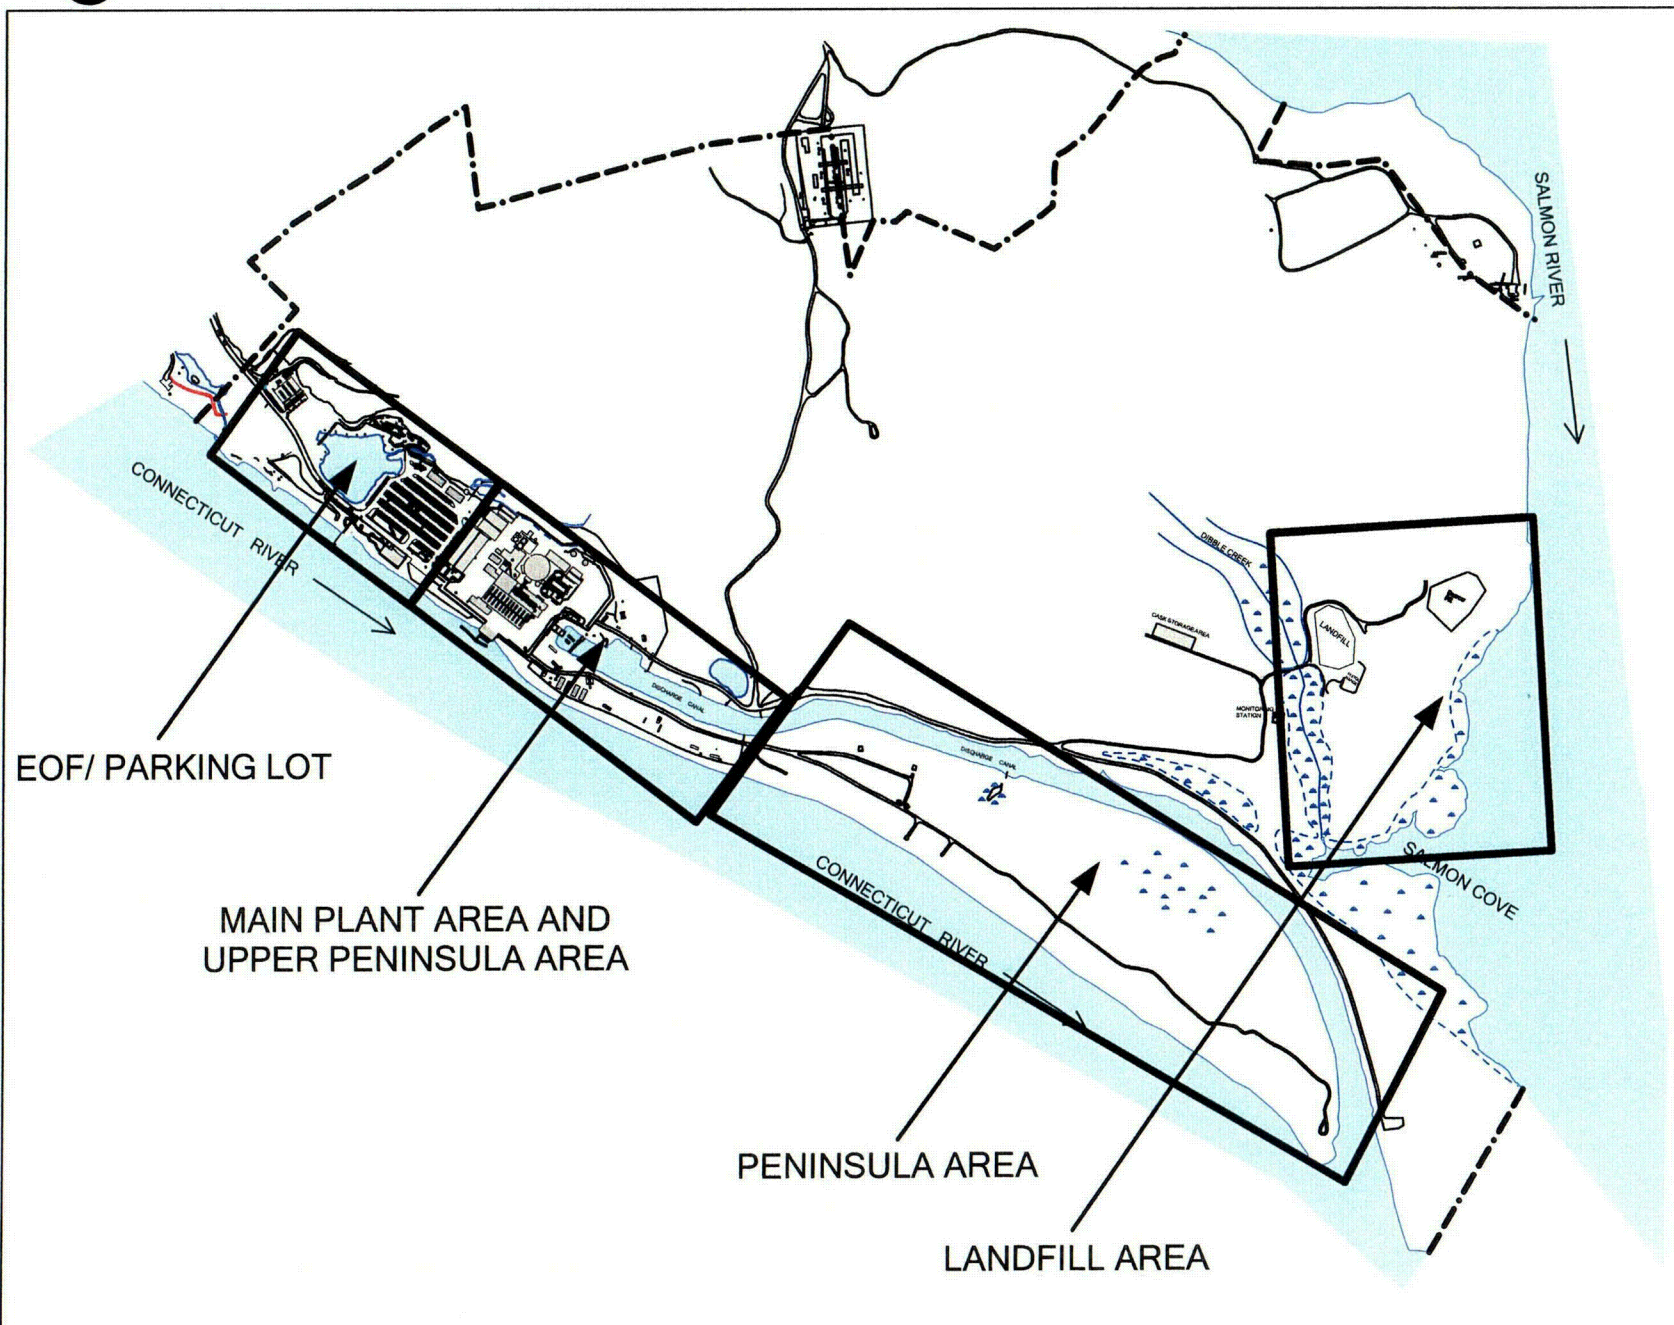 SALMON RIVER
CONNECTICUT RIVER
DIBBLE CREEK
CASK STORAGE AREA
LANDFILL
DISCHARGE CANAL
MONITORING
STATION
DISCHARGE CANAL
EOF/ PARKING LOT
SALMON COVE
CONNECTICUT RIVER
MAIN PLANT AREA AND
UPPER PENINSULA AREA
PENINSULA AREA
LANDFILL AREA